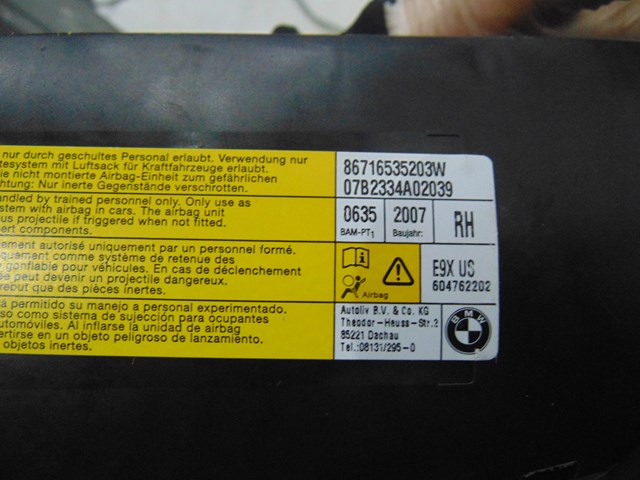 nur durch geschultes Personal erlaubt. Verwendung nur
tesystem mit Luftsack für Kraftfahrzeuge erlaubt.
e nicht montierte Airbag-Einheit zum gefährlichen
htung: Nur inerte Gegenstände verschrotten.
ndled by trained personnel only. Only use as
stem with airbag in cars. The airbag unit
us projectile if triggered when not fitted.
ert components.
ement autorisé uniquement par un personnel formé.
quamment comme système de retenue des
gonfiable pour véhicules. En cas de déclenchement
le peut devenir un projectile dangereux.
rebut que des pièces inertes.
á permitido su manejo a personal experimentado.
so como sistema de sujección para ocupantes
utomóviles. Al inflarse la unidad de airbag
ertirse en un objeto peligroso de lanzamiento.
objetos inertes.
86716535203W
07B2334A02039
0635 2007 RH
BAM-PT1 Baujahr:
Airbag
E9X US
604762202
Autoliv B.V. & Co. KG
Theodor-Heuss-Str.2
85221 Dachau
Tel.:08131/295-0
BMW